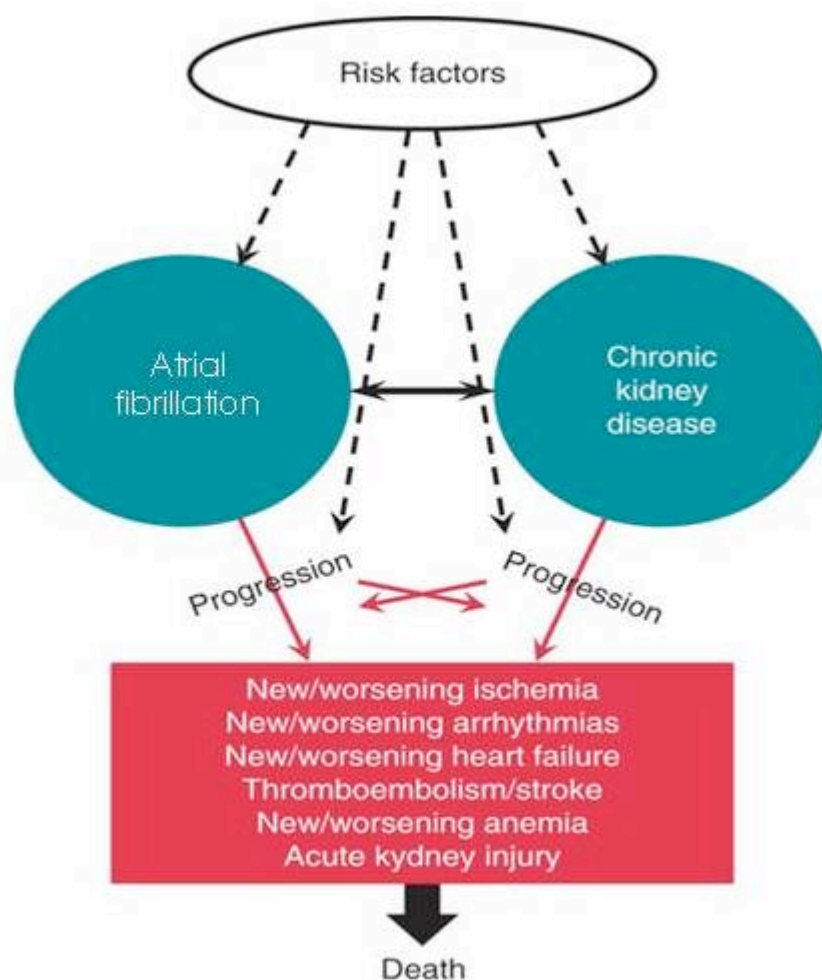 Risk factors
Atrial
fibrillation
Chronic
kidney
disease
Progression
Progression
New/worsening ischemia
New/worsening arrhythmias
New/worsening heart failure
Thromboembolism/stroke
New/worsening anemia
Acute kydney injury
Death